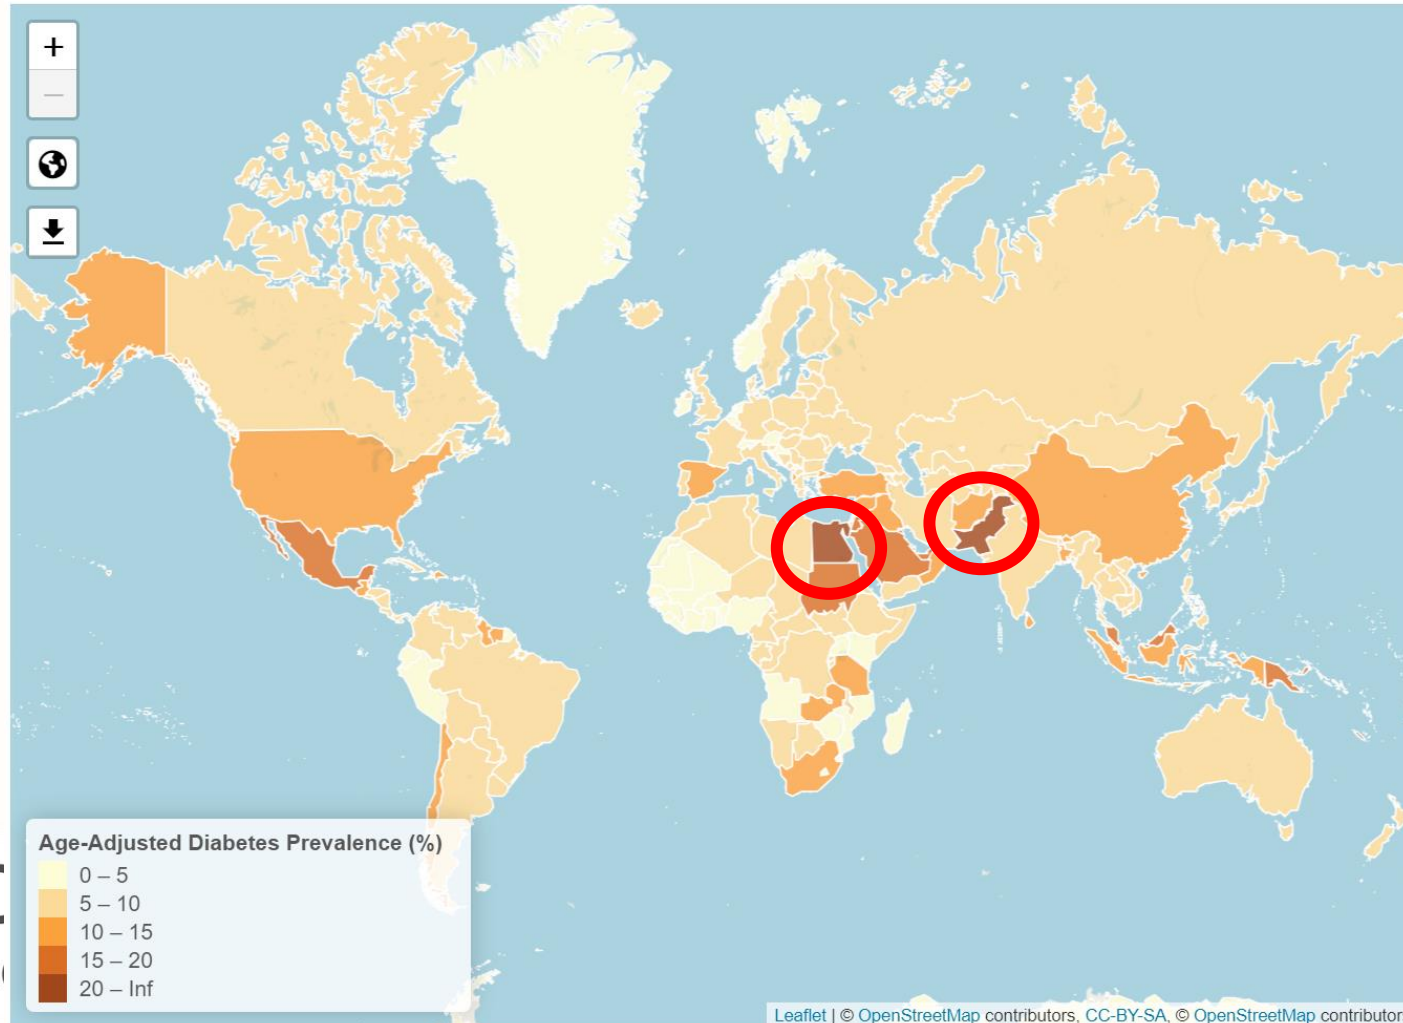 +
−
Age-Adjusted Diabetes Prevalence (%)
0 – 5
5 – 10
10 – 15
15 – 20
20 – Inf
Leaflet | © OpenStreetMap contributors, CC-BY-SA, © OpenStreetMap contributor